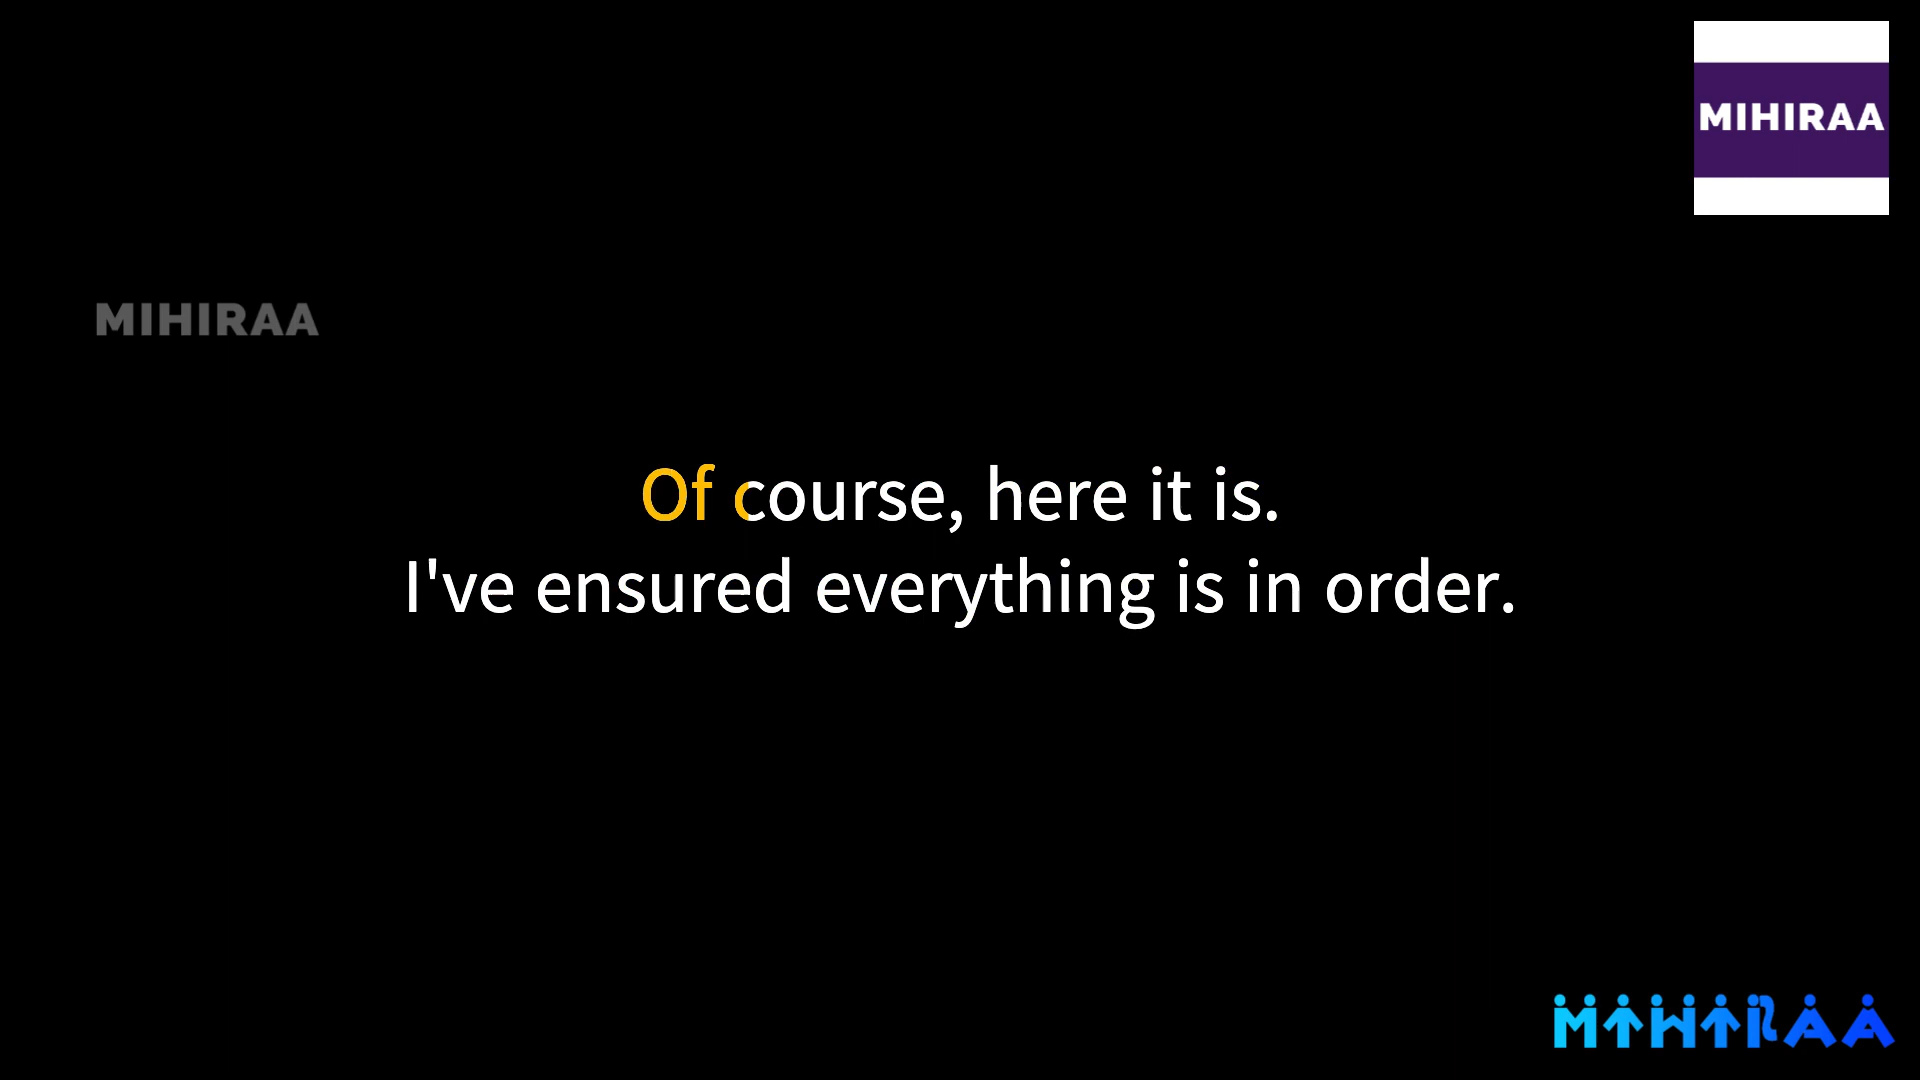 MIHIRAA
MIHIRAA
Of course, here it is.
I've ensured everything is in order.
MIHIRAA